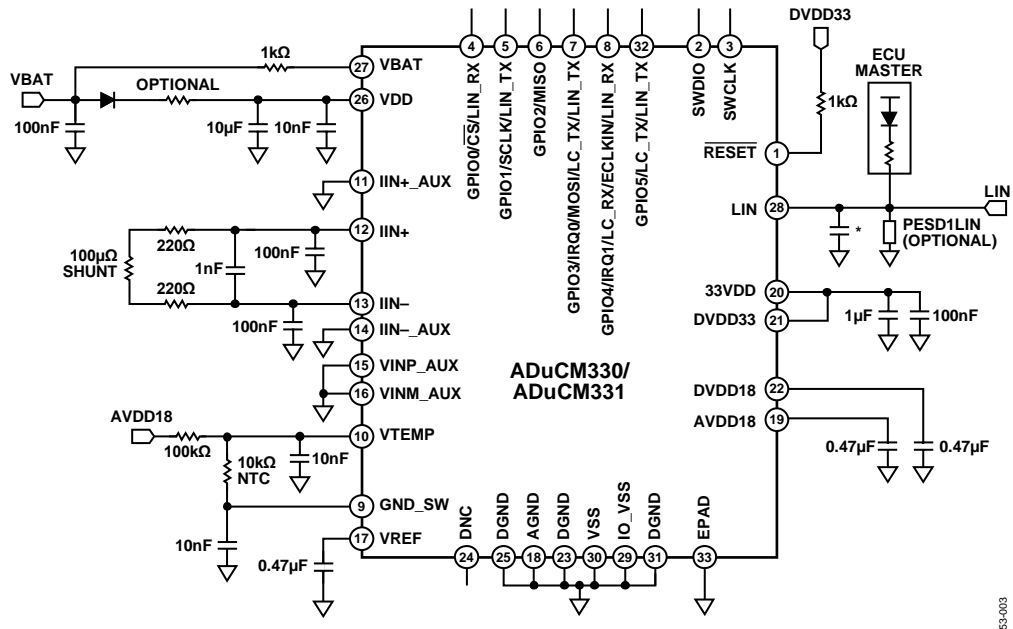 4
5
6
7
8
32
2
3
DVDD33
ECU
MASTER
1kΩ
GPIO0/CS/LIN_RX
GPIO1/SCLK/LIN_TX
GPIO2/MISO
GPIO3/IRQ0/MOSI/LC_TX/LIN_TX
GPIO4/IRQ1/LC_RX/ECLKIN/LIN_RX
GPIO5/LC_TX/LIN_TX
SWDIO
SWCLK
1kΩ
27
VBAT
VBAT
OPTIONAL
26
VDD
100nF
10µF
10nF
RESET
1
11
IIN+_AUX
LIN
28
LIN
*
PESD1LIN
(OPTIONAL)
12
IIN+
220Ω
100µΩ
SHUNT
1nF
100nF
220Ω
13
IIN–
100nF
14
IIN–_AUX
33VDD
20
DVDD33
21
1µF
100nF
15
VINP_AUX
16
VINM_AUX
ADuCM330/
ADuCM331
DVDD18
22
AVDD18
19
0.47µF
0.47µF
AVDD18
100kΩ
10
VTEMP
10kΩ
NTC
10nF
9
GND_SW
10nF
17
VREF
0.47µF
DNC
DGND
AGND
DGND
VSS
IO_VSS
DGND
EPAD
24
25
18
23
30
29
31
33
53-003